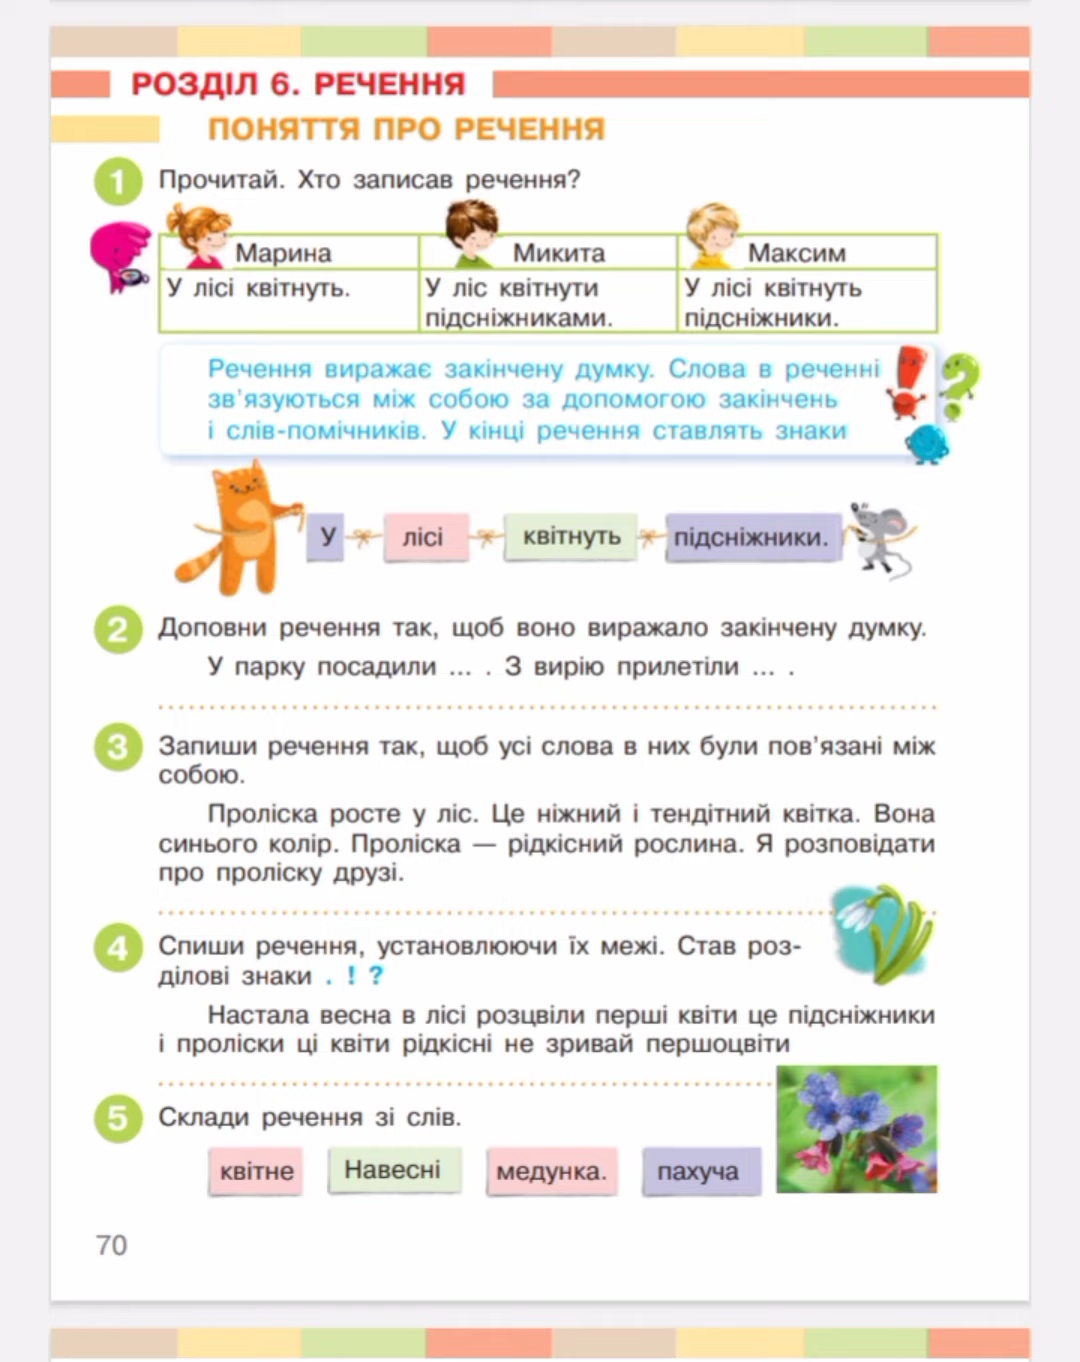 РОЗДІЛ 6. РЕЧЕННЯ
ПОНЯТТЯ ПРО РЕЧЕННЯ
1 Прочитай. Хто записав речення?
Марина Микита Максим
У лісі квітнуть. У ліс квітнути У лісі квітнуть
підсніжниками. підсніжники.
Речення виражає закінчену думку. Слова в реченні
зв'язуються між собою за допомогою закінчень
і слів-помічників. У кінці речення ставлять знаки
! ?
У лісі квітнуть підсніжники.
2 Доповни речення так, щоб воно виражало закінчену думку.
У парку посадили ... . З вирію прилетіли ... .
3 Запиши речення так, щоб усі слова в них були пов'язані між
собою.
Проліска росте у ліс. Це ніжний і тендітний квітка. Вона
синього колір. Проліска — рідкісний рослина. Я розповідати
про проліску друзі.
4 Спиши речення, установлюючи їх межі. Став роз-
ділові знаки . ! ?
Настала весна в лісі розцвіли перші квіти це підсніжники
і проліски ці квіти рідкісні не зривай першоцвіти
5 Склади речення зі слів.
квітне Навесні медунка. пахуча
70